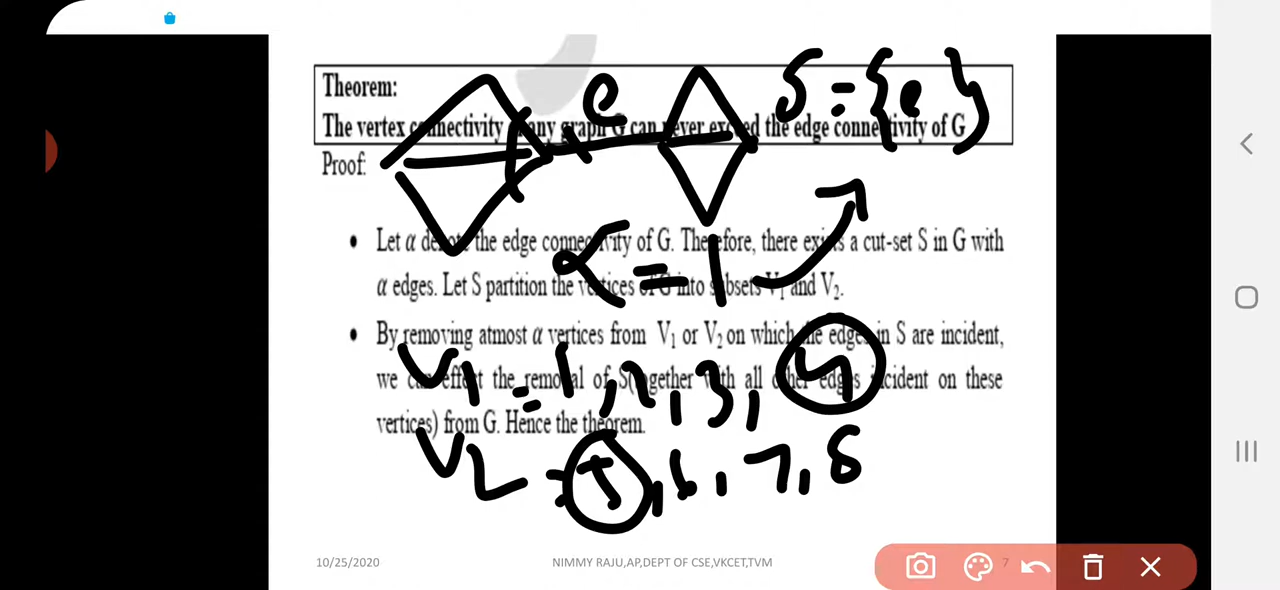 Theorem:
The vertex connectivity of any graph G can never exceed the edge connectivity of G
Proof:
• Let α denote the edge connectivity of G. Therefore, there exists a cut-set S in G with
α edges. Let S partition the vertices of G into subsets V₁ and V₂.
• By removing atmost α vertices from V₁ or V₂ on which the edges in S are incident,
we can effect the removal of S(together with all other edges incident on these
vertices) from G. Hence the theorem.
e
S = {e}
α = 1
V1 = 1, 2, 3, 4
V2 = 5, 6, 7, 8
10/25/2020 NIMMY RAJU,AP,DEPT OF CSE,VKCET,TVM 7